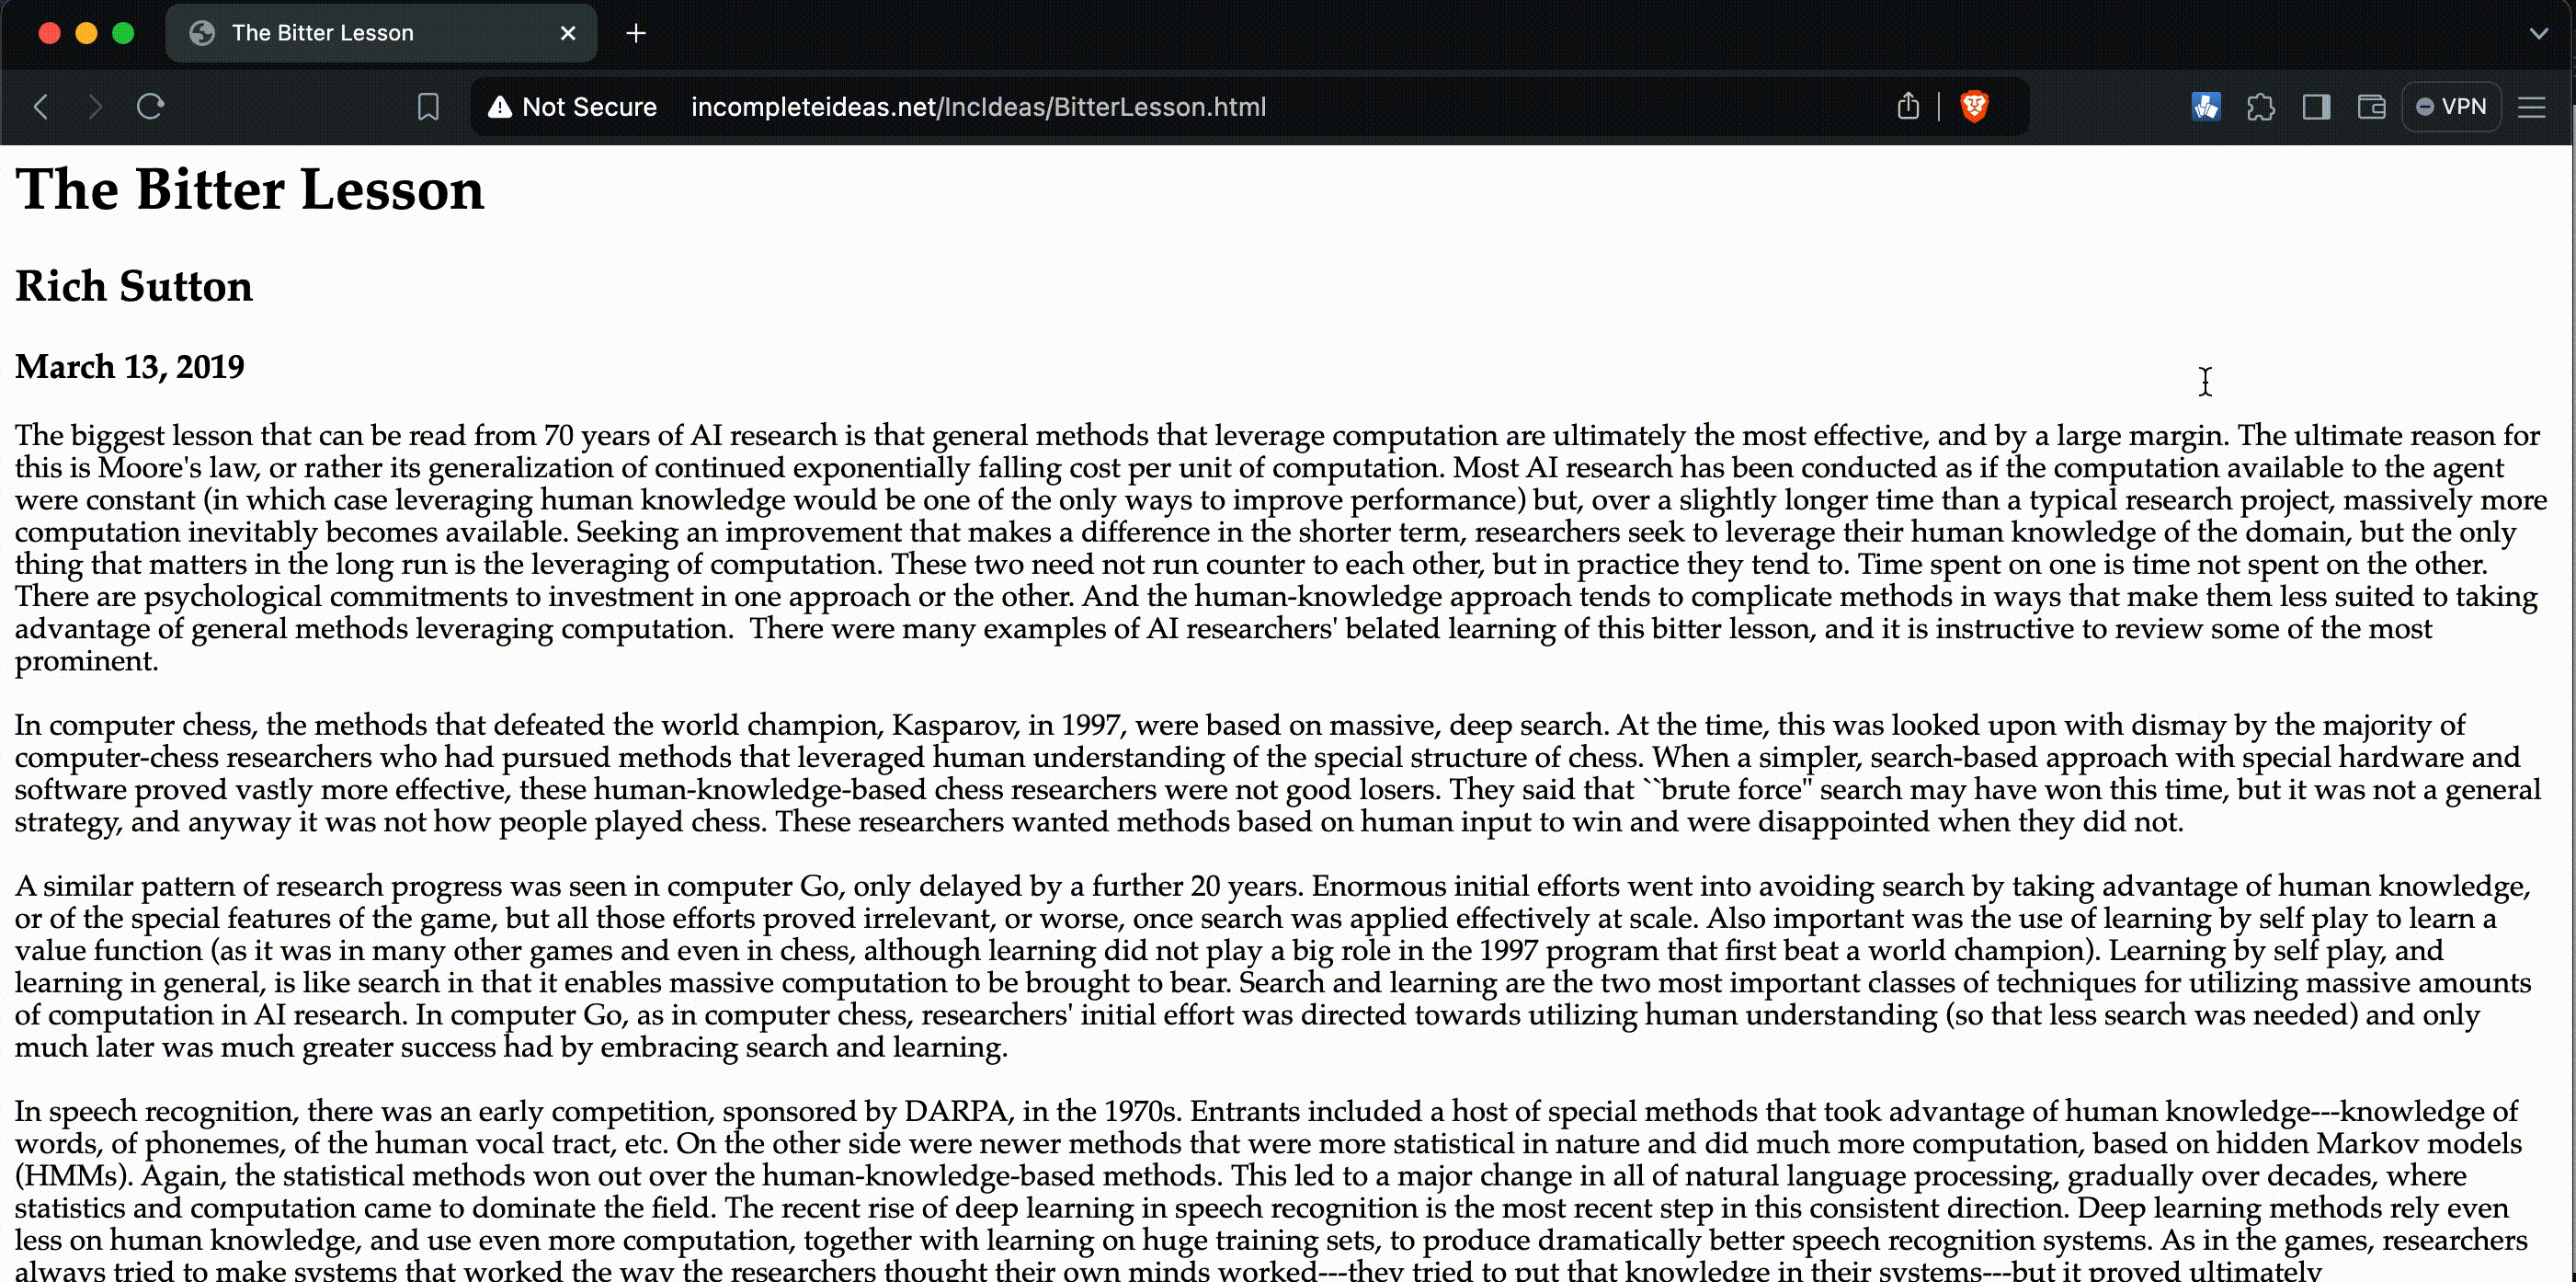 The Bitter Lesson
Not Secure incompleteideas.net/IncIdeas/BitterLesson.html
VPN
The Bitter Lesson
Rich Sutton
March 13, 2019
The biggest lesson that can be read from 70 years of AI research is that general methods that leverage computation are ultimately the most effective, and by a large margin. The ultimate reason for
this is Moore's law, or rather its generalization of continued exponentially falling cost per unit of computation. Most AI research has been conducted as if the computation available to the agent
were constant (in which case leveraging human knowledge would be one of the only ways to improve performance) but, over a slightly longer time than a typical research project, massively more
computation inevitably becomes available. Seeking an improvement that makes a difference in the shorter term, researchers seek to leverage their human knowledge of the domain, but the only
thing that matters in the long run is the leveraging of computation. These two need not run counter to each other, but in practice they tend to. Time spent on one is time not spent on the other.
There are psychological commitments to investment in one approach or the other. And the human-knowledge approach tends to complicate methods in ways that make them less suited to taking
advantage of general methods leveraging computation.  There were many examples of AI researchers' belated learning of this bitter lesson, and it is instructive to review some of the most
prominent.
In computer chess, the methods that defeated the world champion, Kasparov, in 1997, were based on massive, deep search. At the time, this was looked upon with dismay by the majority of
computer-chess researchers who had pursued methods that leveraged human understanding of the special structure of chess. When a simpler, search-based approach with special hardware and
software proved vastly more effective, these human-knowledge-based chess researchers were not good losers. They said that ``brute force" search may have won this time, but it was not a general
strategy, and anyway it was not how people played chess. These researchers wanted methods based on human input to win and were disappointed when they did not.
A similar pattern of research progress was seen in computer Go, only delayed by a further 20 years. Enormous initial efforts went into avoiding search by taking advantage of human knowledge,
or of the special features of the game, but all those efforts proved irrelevant, or worse, once search was applied effectively at scale. Also important was the use of learning by self play to learn a
value function (as it was in many other games and even in chess, although learning did not play a big role in the 1997 program that first beat a world champion). Learning by self play, and
learning in general, is like search in that it enables massive computation to be brought to bear. Search and learning are the two most important classes of techniques for utilizing massive amounts
of computation in AI research. In computer Go, as in computer chess, researchers' initial effort was directed towards utilizing human understanding (so that less search was needed) and only
much later was much greater success had by embracing search and learning.
In speech recognition, there was an early competition, sponsored by DARPA, in the 1970s. Entrants included a host of special methods that took advantage of human knowledge---knowledge of
words, of phonemes, of the human vocal tract, etc. On the other side were newer methods that were more statistical in nature and did much more computation, based on hidden Markov models
(HMMs). Again, the statistical methods won out over the human-knowledge-based methods. This led to a major change in all of natural language processing, gradually over decades, where
statistics and computation came to dominate the field. The recent rise of deep learning in speech recognition is the most recent step in this consistent direction. Deep learning methods rely even
less on human knowledge, and use even more computation, together with learning on huge training sets, to produce dramatically better speech recognition systems. As in the games, researchers
always tried to make systems that worked the way the researchers thought their own minds worked---they tried to put that knowledge in their systems---but it proved ultimately